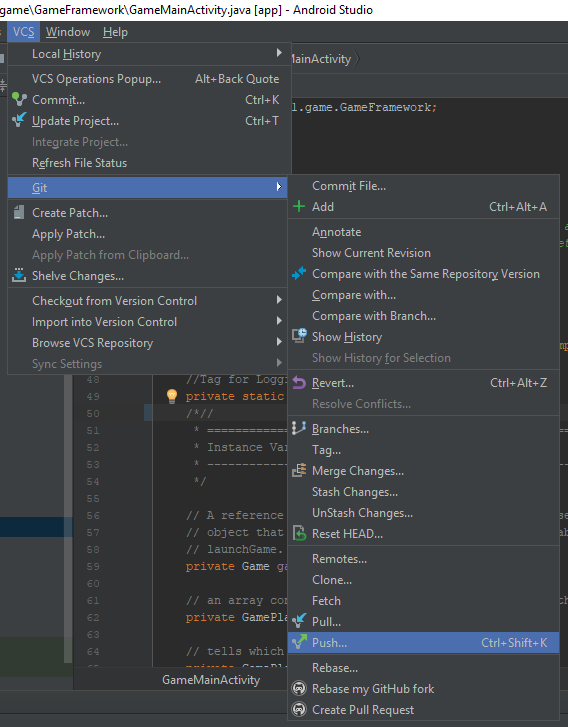 game\GameFramework\GameMainActivity.java [app] - Android Studio
VCS Window Help
Local History
MainActivity
VCS Operations Popup... Alt+Back Quote
Commit... Ctrl+K
l.game.GameFramework;
Update Project... Ctrl+T
Integrate Project...
Refresh File Status
Git
Commit File...
Add Ctrl+Alt+A
Create Patch...
Apply Patch...
Annotate
Apply Patch from Clipboard...
Show Current Revision
Shelve Changes...
Compare with the Same Repository Version
Checkout from Version Control
Compare with...
Import into Version Control
Compare with Branch...
Browse VCS Repository
Show History
Sync Settings
Show History for Selection
48 //Tag for Loggi
Revert... Ctrl+Alt+Z
49 private static
Resolve Conflicts...
50 /*//
Branches...
51 * ============
52 * Instance Var
Tag...
53 * ------------
Merge Changes...
54 */
Stash Changes...
55
UnStash Changes...
56 // A reference
57 // object that
Reset HEAD...
58 // launchGame.
Remotes...
59 private Game ga
Clone...
60
61 // an array con
Fetch
62 private GamePla
Pull...
63
Push... Ctrl+Shift+K
64 // tells which
65 private GamePla
Rebase...
GameMainActivity
Rebase my GitHub fork
Create Pull Request